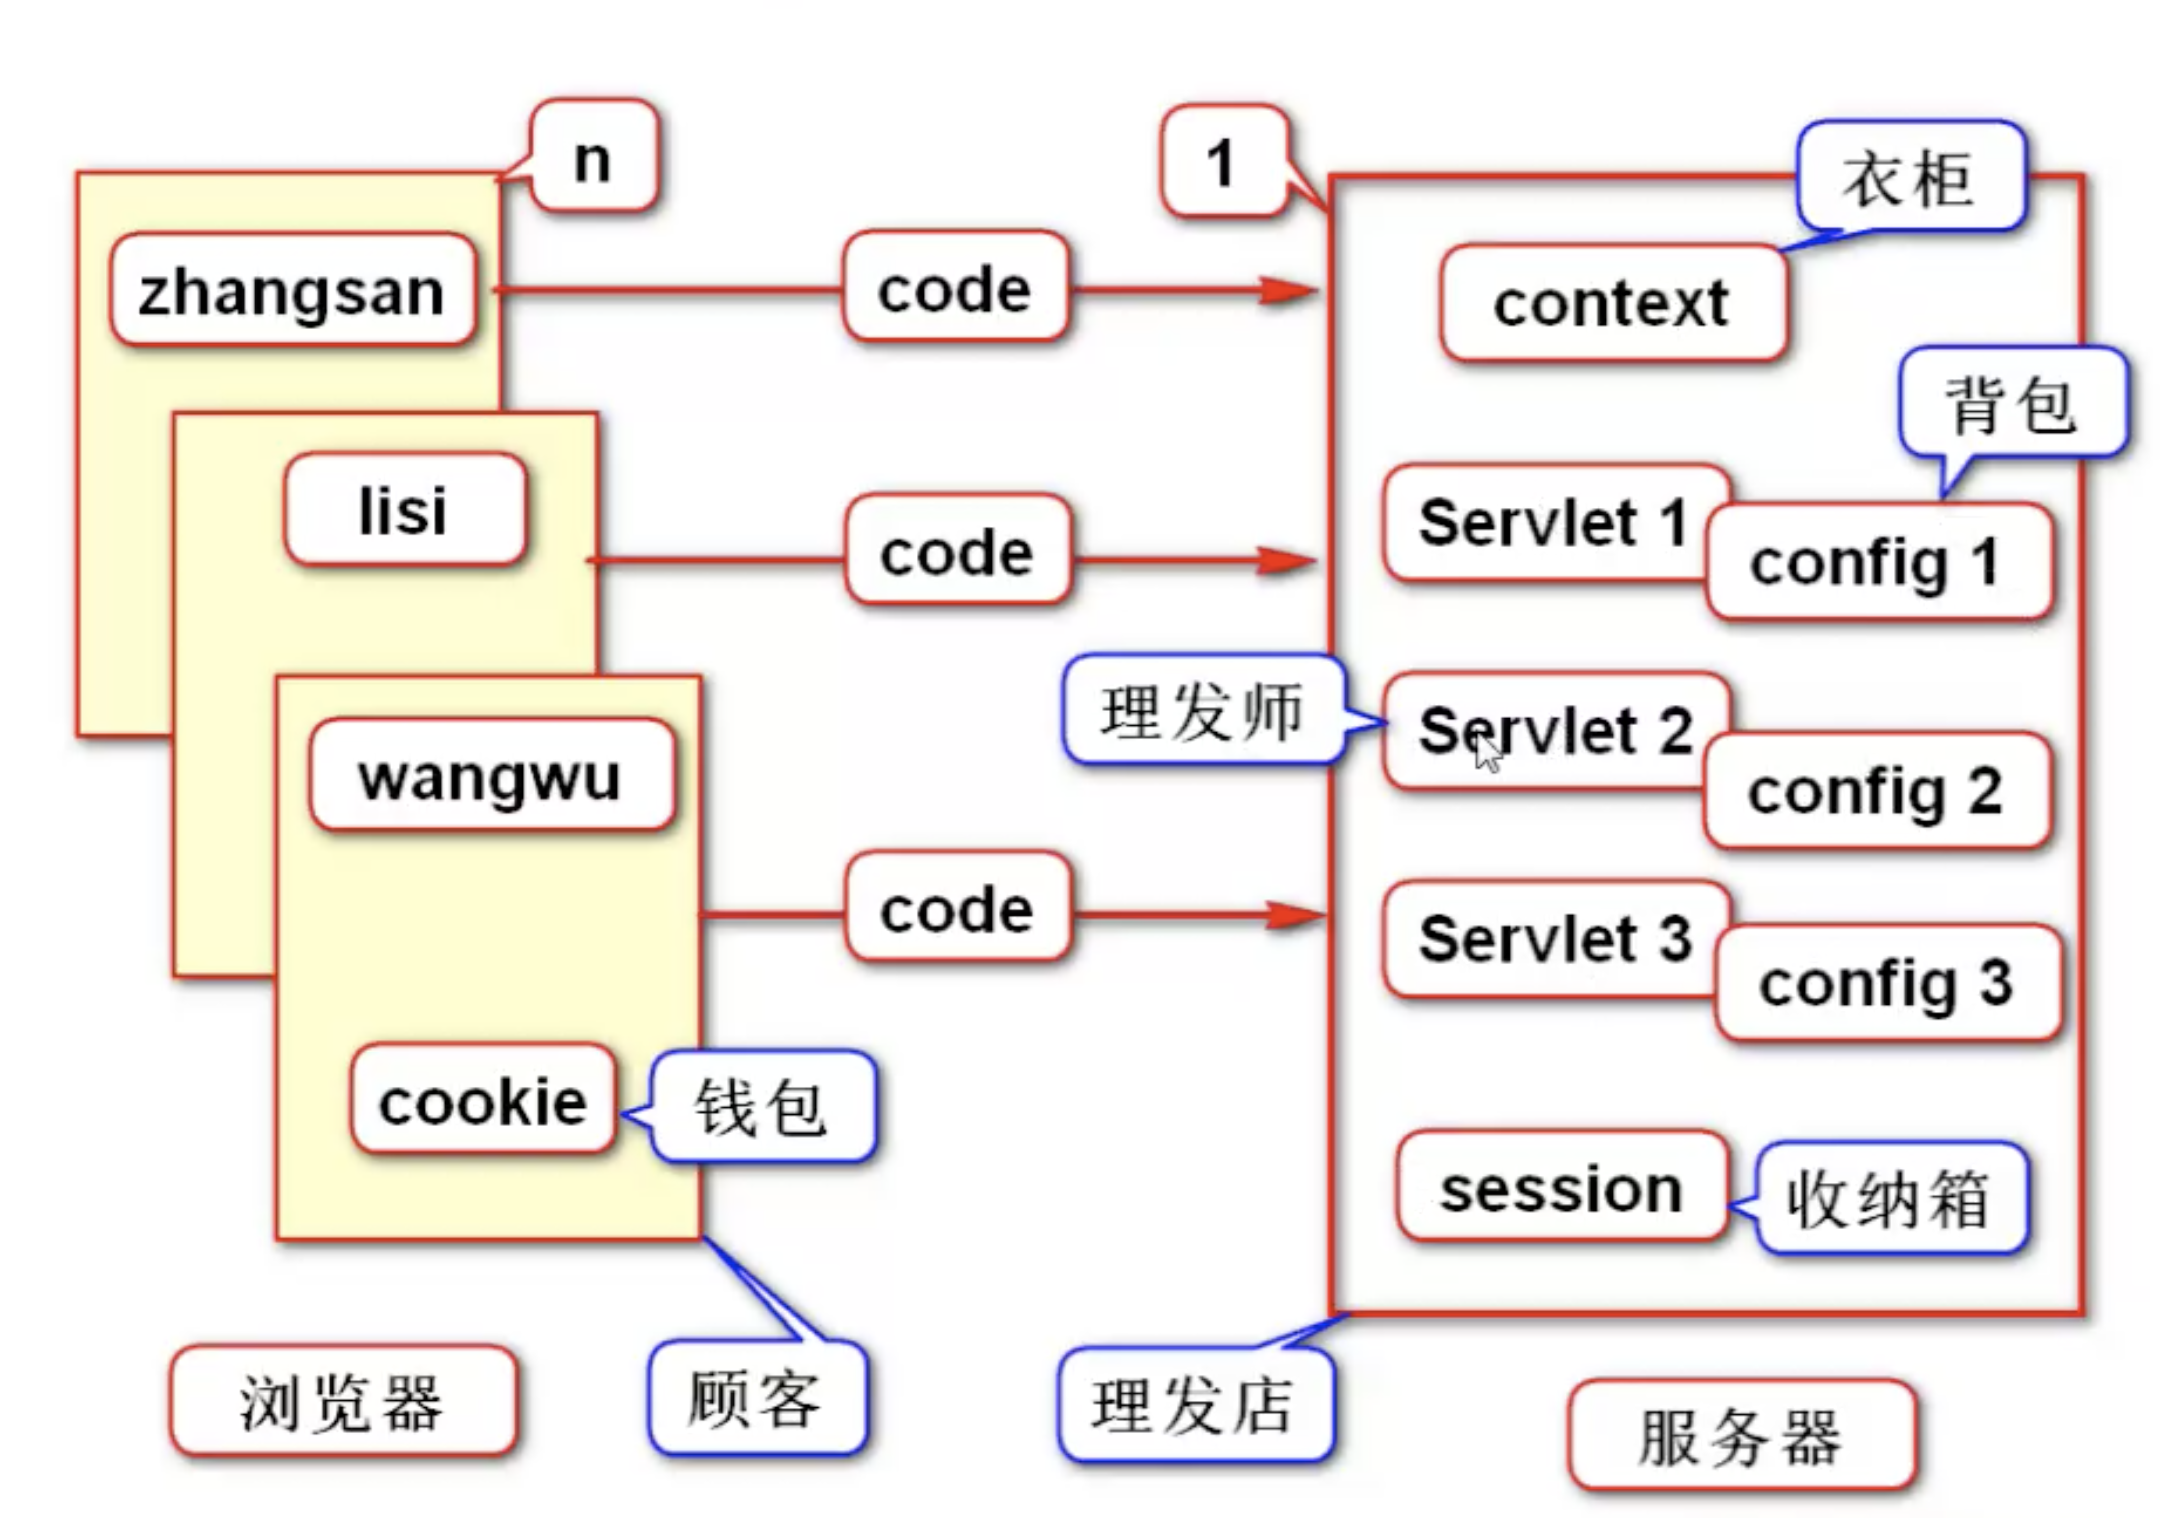 n
1
衣柜
zhangsan
code
context
背包
lisi
code
Servlet 1
config 1
理发师
Servlet 2
wangwu
config 2
code
Servlet 3
config 3
cookie
钱包
session
收纳箱
浏览器
顾客
理发店
服务器